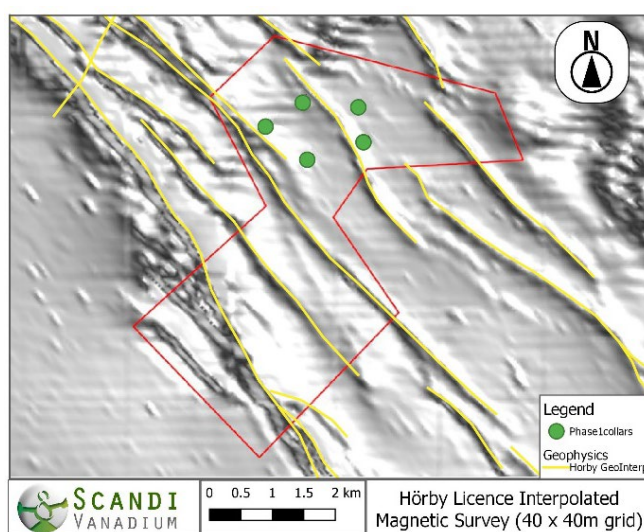 N
Legend
Phase1collars
Geophysics
Hörby GeoInterp
SCANDI
VANADIUM
0 0.5 1 1.5 2 km
Hörby Licence Interpolated
Magnetic Survey (40 x 40m grid)